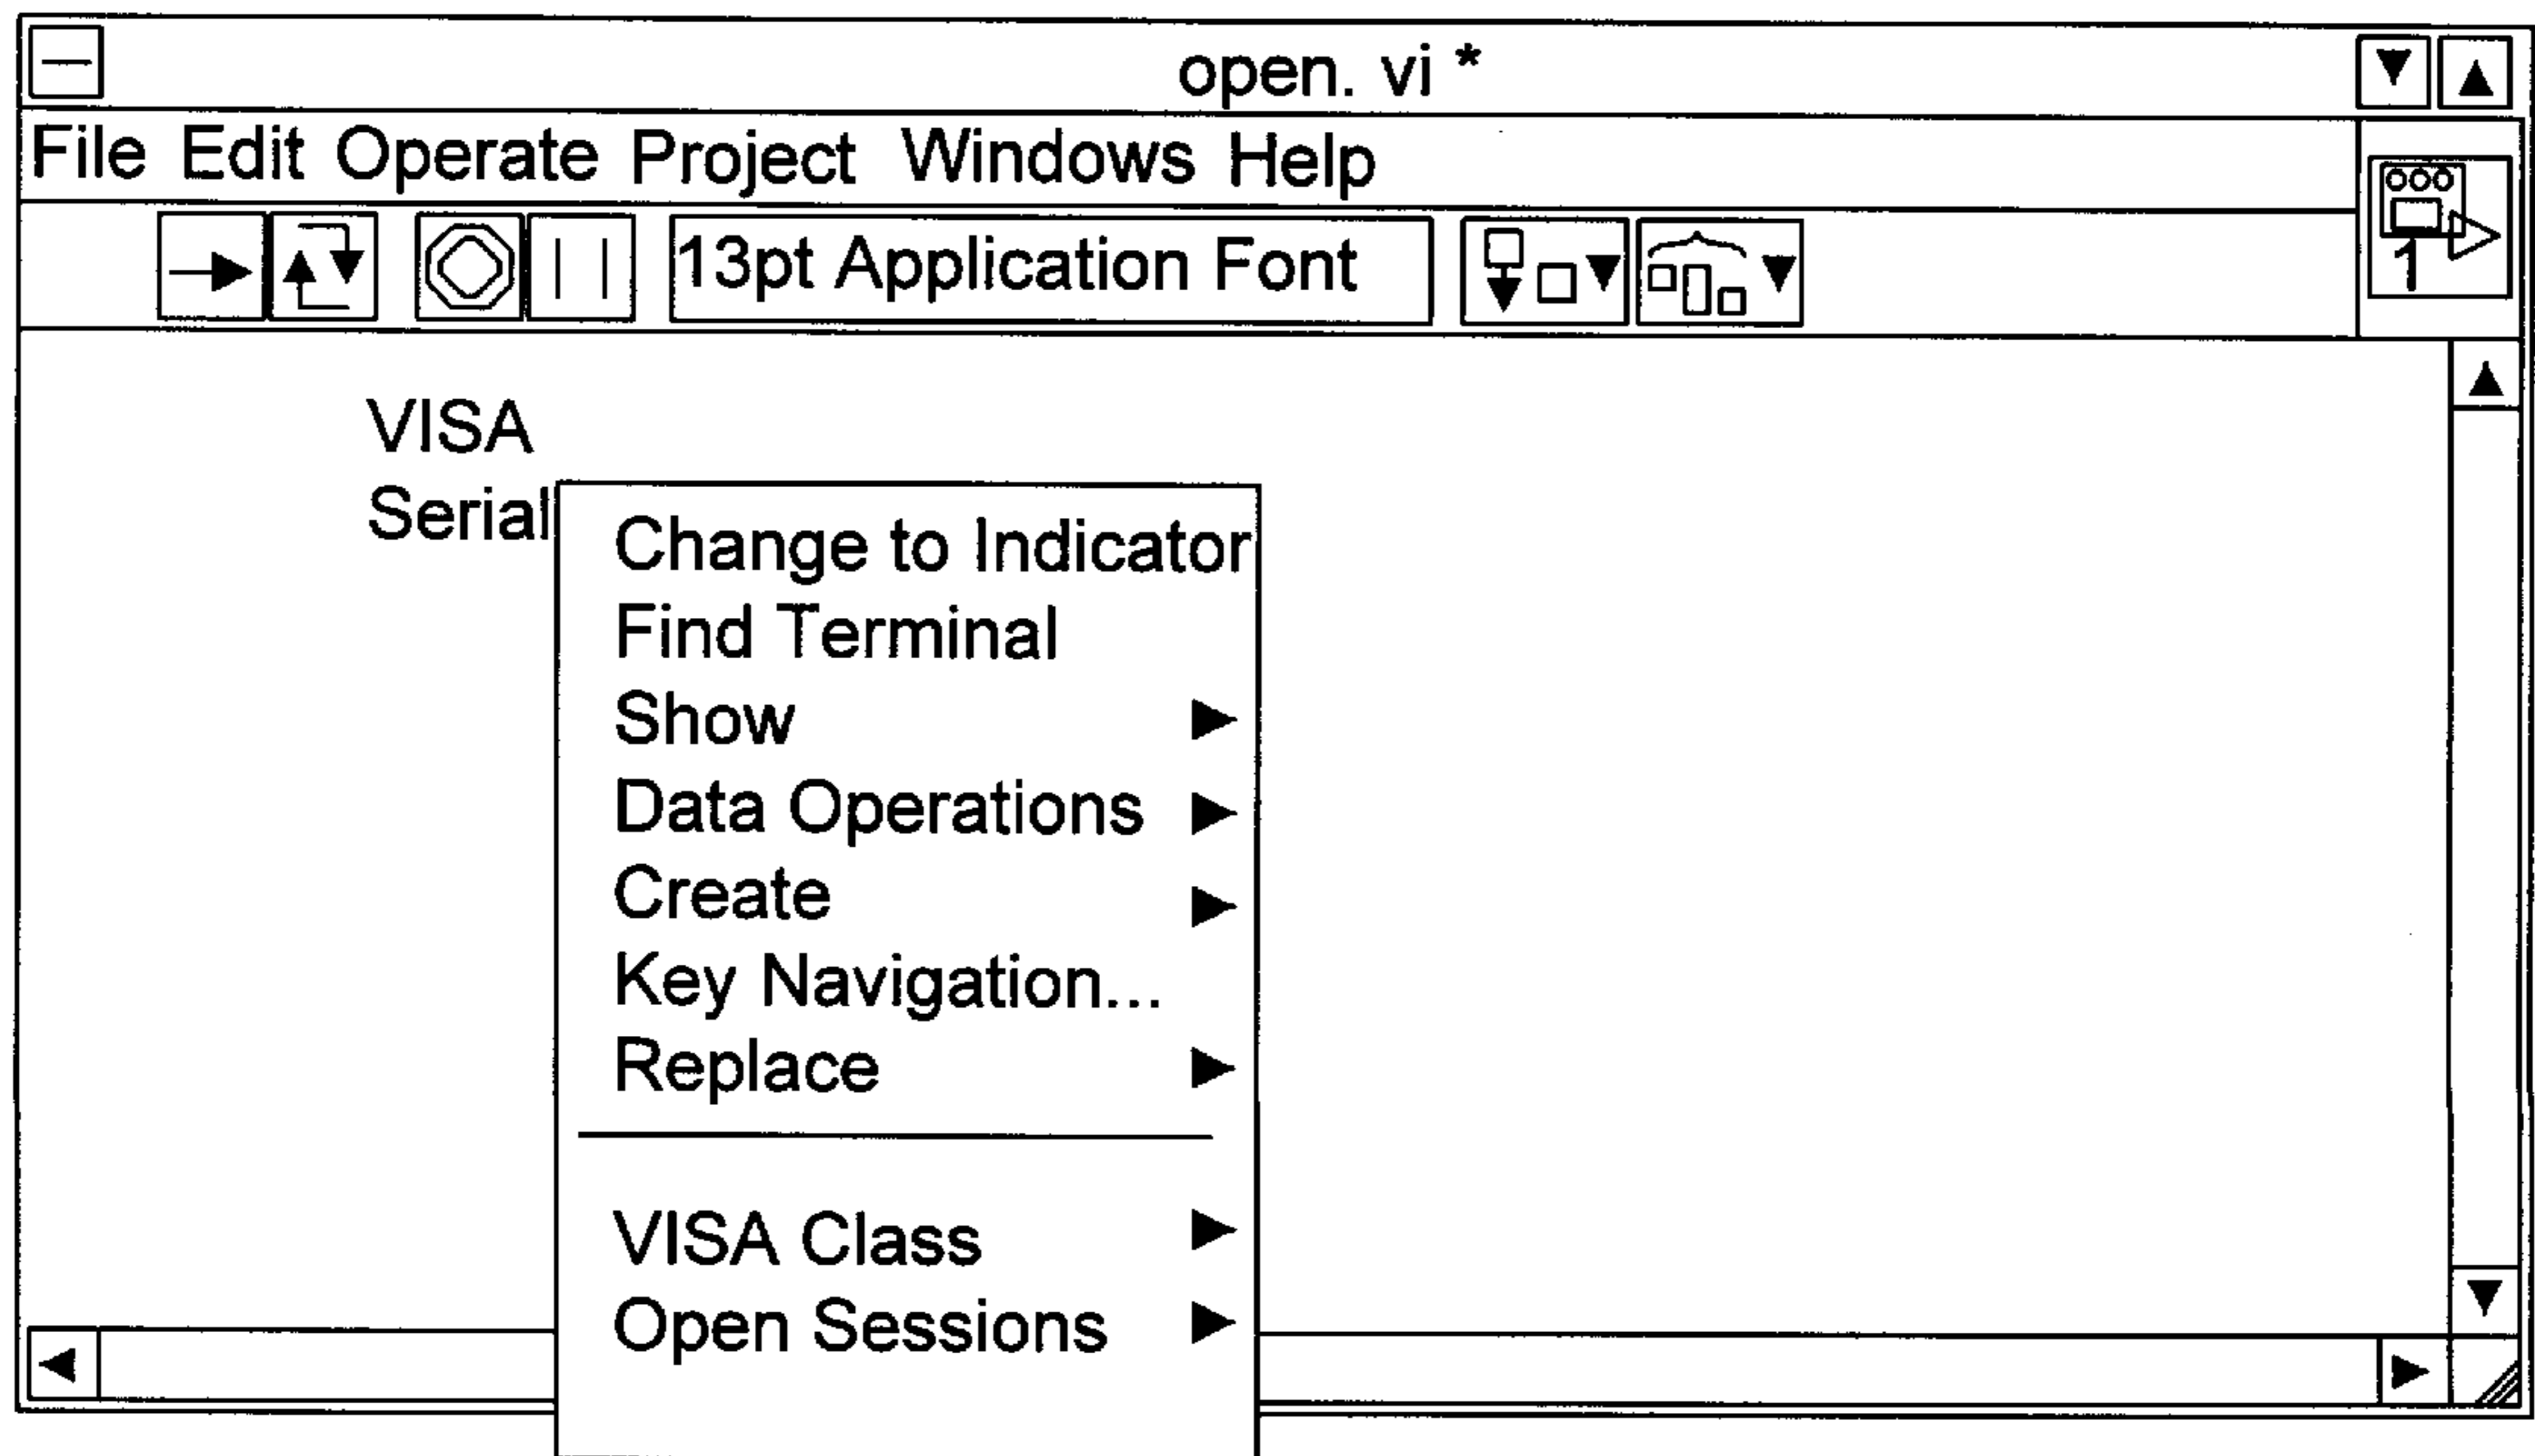 open. vi *
File Edit Operate Project Windows Help
13pt Application Font
1
VISA
Serial
Change to Indicator
Find Terminal
Show
Data Operations
Create
Key Navigation...
Replace
VISA Class
Open Sessions